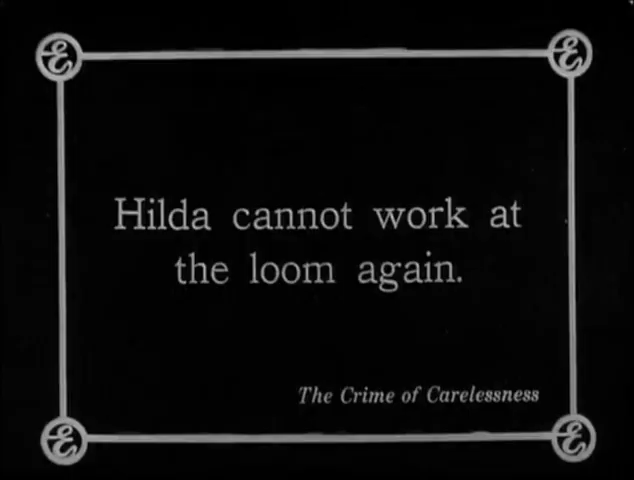 Hilda cannot work at
the loom again.
The Crime of Carelessness